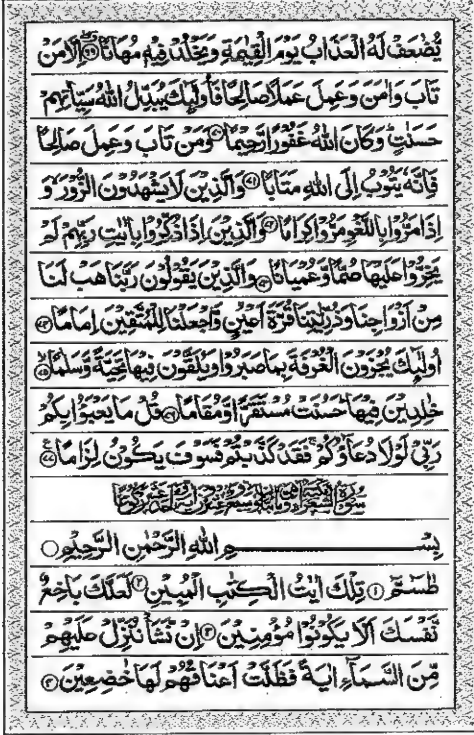 يُّضٰعَفْ لَهُ الْعَذَابُ يَوْمَ الْقِيٰمَةِ وَيَخْلُدْ فِيْهٖ مُهَانًا ۝٦٩ اِلَّا مَنْ
تَابَ وَاٰمَنَ وَعَمِلَ عَمَلًا صَالِحًا فَاُولٰٓئِكَ يُبَدِّلُ اللّٰهُ سَيِّاٰتِهِمْ
حَسَنٰتٍ ؕ وَكَانَ اللّٰهُ غَفُوْرًا رَّحِيْمًا ۝٧٠ وَمَنْ تَابَ وَعَمِلَ صَالِحًا
فَاِنَّهٗ يَتُوْبُ اِلَى اللّٰهِ مَتَابًا ۝٧١ وَالَّذِيْنَ لَا يَشْهَدُوْنَ الزُّوْرَ ۙ وَ
اِذَا مَرُّوْا بِاللَّغْوِ مَرُّوْا كِرَامًا ۝٧٢ وَالَّذِيْنَ اِذَا ذُكِّرُوْا بِاٰيٰتِ رَبِّهِمْ لَمْ
يَخِرُّوْا عَلَيْهَا صُمًّا وَّعُمْيَانًا ۝٧٣ وَالَّذِيْنَ يَقُوْلُوْنَ رَبَّنَا هَبْ لَنَا
مِنْ اَزْوَاجِنَا وَذُرِّيّٰتِنَا قُرَّةَ اَعْيُنٍ وَّاجْعَلْنَا لِلْمُتَّقِيْنَ اِمَامًا ۝٧٤
اُولٰٓئِكَ يُجْزَوْنَ الْغُرْفَةَ بِمَا صَبَرُوْا وَيُلَقَّوْنَ فِيْهَا تَحِيَّةً وَّسَلٰمًا ۝٧٥
خٰلِدِيْنَ فِيْهَا ؕ حَسُنَتْ مُسْتَقَرًّا وَّمُقَامًا ۝٧٦ قُلْ مَا يَعْبَؤُا بِكُمْ
رَبِّيْ لَوْلَا دُعَآؤُكُمْ ۚ فَقَدْ كَذَّبْتُمْ فَسَوْفَ يَكُوْنُ لِزَامًا ۝٧٧
سُوْرَةُ الشُّعَرَآءِ مَكِّيَّةٌ
بِسْمِ اللّٰهِ الرَّحْمٰنِ الرَّحِيْمِ ۝
طٰسٓمّٓ ۝١ تِلْكَ اٰيٰتُ الْكِتٰبِ الْمُبِيْنِ ۝٢ لَعَلَّكَ بَاخِعٌ
نَّفْسَكَ اَلَّا يَكُوْنُوْا مُؤْمِنِيْنَ ۝٣ اِنْ نَّشَاْ نُنَزِّلْ عَلَيْهِمْ
مِّنَ السَّمَآءِ اٰيَةً فَظَلَّتْ اَعْنَاقُهُمْ لَهَا خٰضِعِيْنَ ۝٤